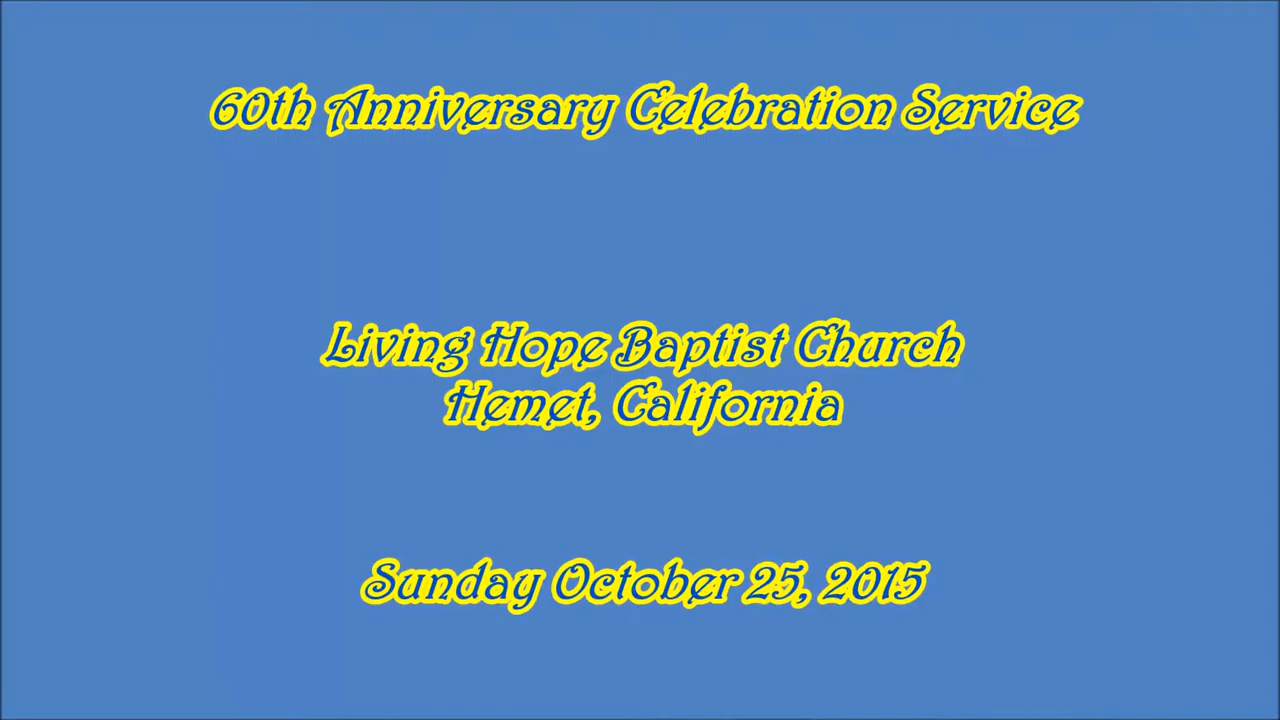 60th Anniversary Celebration Service
Living Hope Baptist Church
Hemet, California
Sunday October 25, 2015